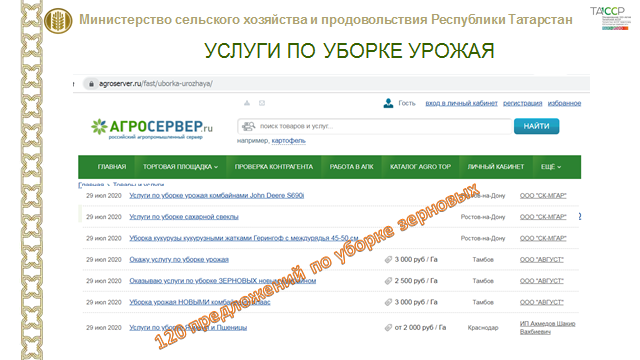 Министерство сельского хозяйства и продовольствия Республики Татарстан
ТАССР
УСЛУГИ ПО УБОРКЕ УРОЖАЯ
agroserver.ru/fast/uborka-urozhaya/
Гость вход в личный кабинет регистрация избранное
АГРОСЕРВЕР.ru
российский агропромышленный сервер
поиск товаров и услуг... НАЙТИ
например, картофель
ГЛАВНАЯ ТОРГОВАЯ ПЛОЩАДКА ПРОВЕРКА КОНТРАГЕНТА РАБОТА В АПК КАТАЛОГ AGRO TOP ЛИЧНЫЙ КАБИНЕТ ЕЩЁ
Главная > Товары и услуги
29 июл 2020 Услуги по уборке урожая комбайнами John Deere S690i Ростов-на-Дону ООО "СК-МГАР"
29 июл 2020 Услуги по уборке сахарной свеклы Ростов-на-Дону ООО "СК-МГАР"
29 июл 2020 Уборка кукурузы кукурузными жатками Герингоф с междурядья 45-50 см Ростов-на-Дону ООО "СК-МГАР"
29 июл 2020 Окажу услугу по уборке урожая 3 000 руб / Га Тамбов ООО "АВГУСТ"
29 июл 2020 Оказываю услуги по уборке ЗЕРНОВЫХ новым 2 500 руб / Га Тамбов ООО "АВГУСТ"
29 июл 2020 Уборка урожая НОВЫМИ 3 000 руб / Га Тамбов ООО "АВГУСТ"
29 июл 2020 Услуги по уборке и Пшеницы от 2 000 руб / Га Краснодар ИП Ахмедов Шакир Вахбиевич
120 предложений по уборке зерновых